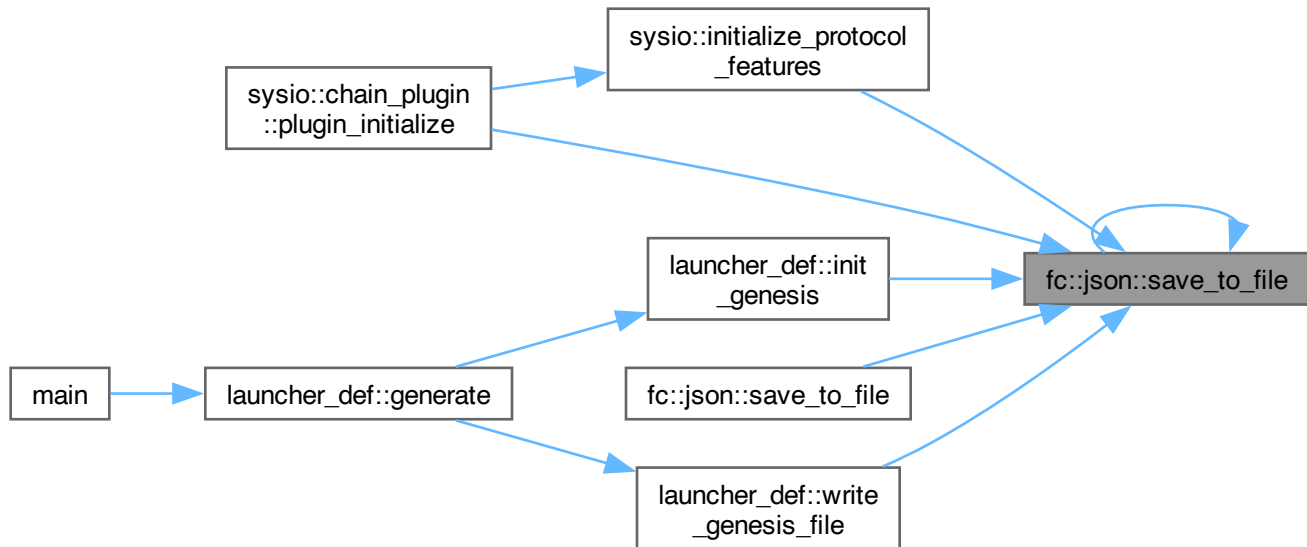 sysio::initialize_protocol
_features
sysio::chain_plugin
::plugin_initialize
launcher_def::init
_genesis
fc::json::save_to_file
main
launcher_def::generate
fc::json::save_to_file
launcher_def::write
_genesis_file